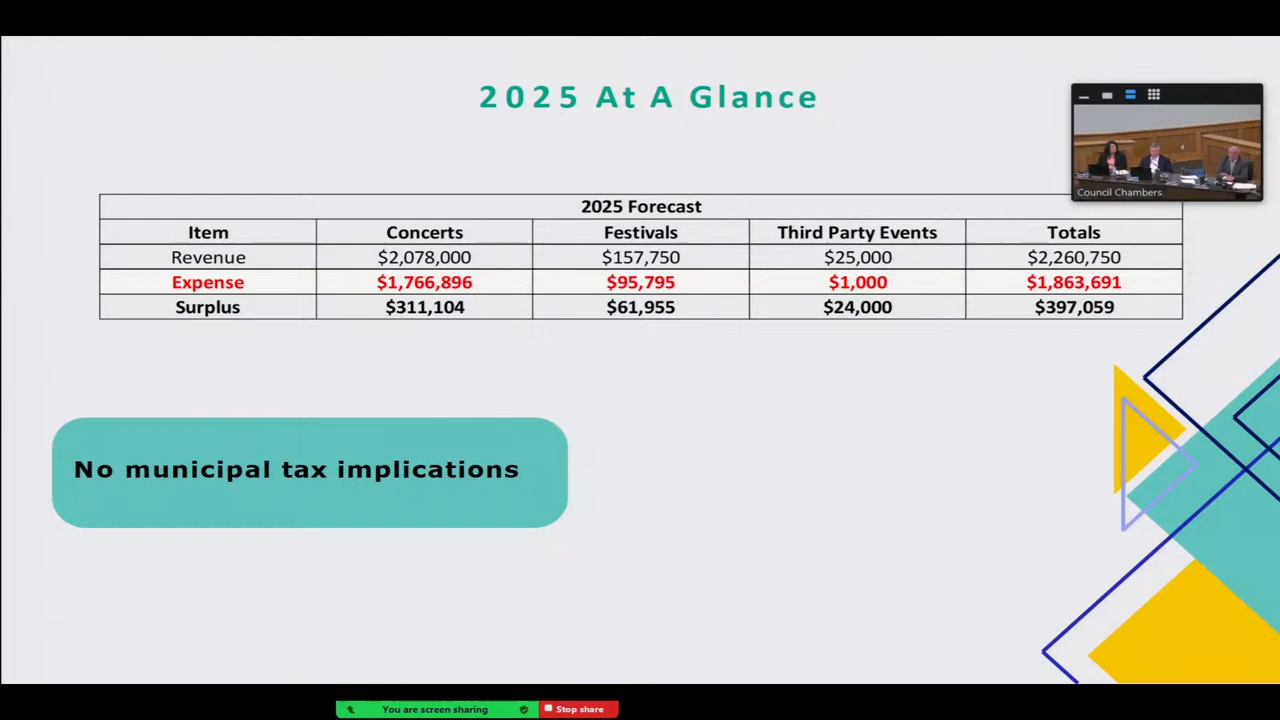 2025 At A Glance
Council Chambers
2025 Forecast
Item Concerts Festivals Third Party Events Totals
Revenue $2,078,000 $157,750 $25,000 $2,260,750
Expense $1,766,896 $95,795 $1,000 $1,863,691
Surplus $311,104 $61,955 $24,000 $397,059
No municipal tax implications
You are screen sharing Stop share